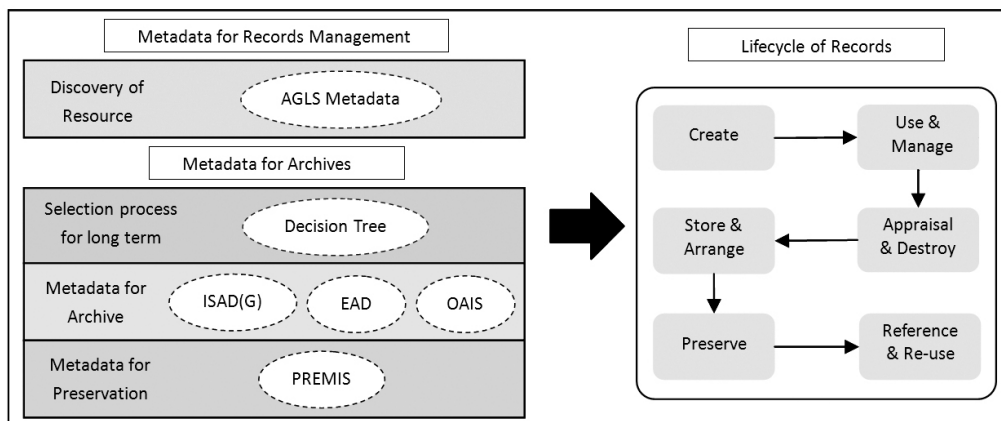 Metadata for Records Management
Discovery of
Resource
AGLS Metadata
Metadata for Archives
Selection process
for long term
Decision Tree
Metadata for
Archive
ISAD(G)
EAD
OAIS
Metadata for
Preservation
PREMIS
Lifecycle of Records
Create
Use &
Manage
Store &
Arrange
Appraisal
& Destroy
Preserve
Reference
& Re-use